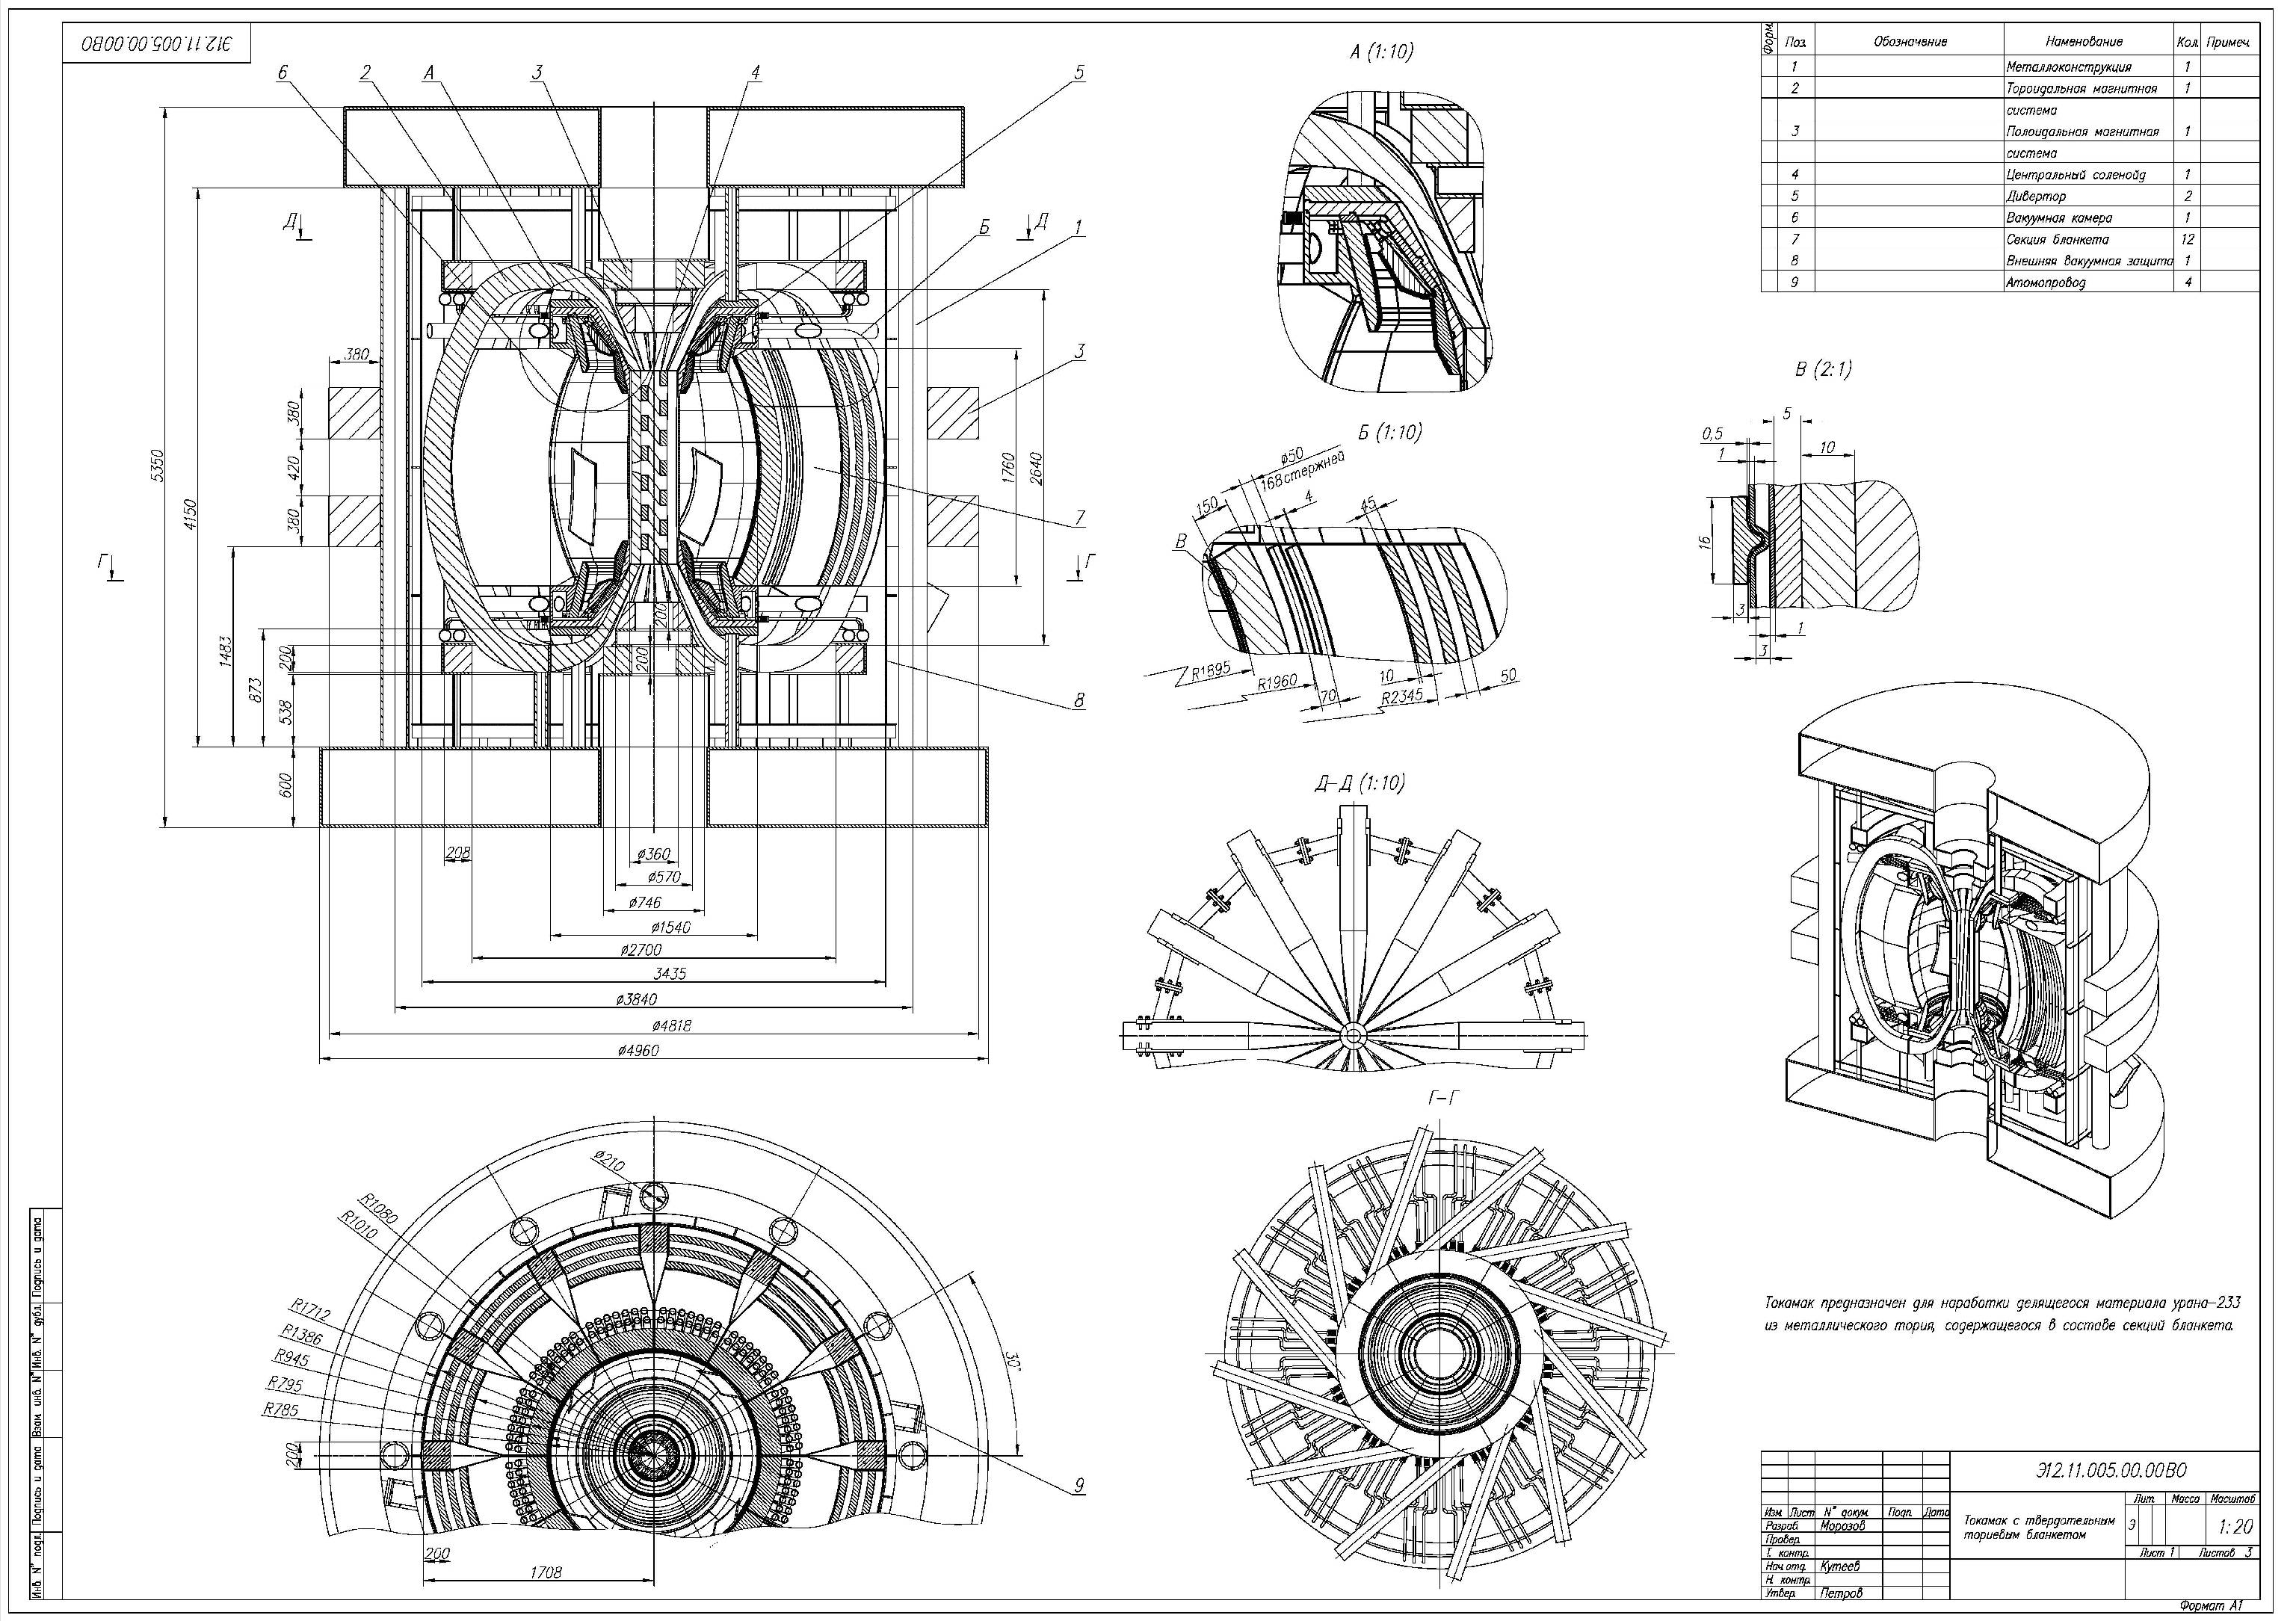 Э12.11.005.00.00ВО
6
2
А
3
4
5
Д
Д
Б
1
3
7
Г
Г
8
380
380
420
380
5350
4150
1483
873
200
538
600
1760
2640
200
200
208
ø360
ø570
ø746
ø1540
ø2700
3435
ø3840
ø4818
ø4960
А (1:10)
Б (1:10)
ø50
168 стержней
150
4
45
В
R1895
R1960
70
10
R2345
50
В (2:1)
5
0,5
1
10
16
3
1
3
Д–Д (1:10)
Г–Г
ø210
R1080
R1010
R1712
R1386
R945
R795
R785
200
30°
9
200
1708
Форм.
Поз.
Обозначение
Наименование
Кол.
Примеч.
1 Металлоконструкция 1
2 Тороидальная магнитная 1
система
3 Полоидальная магнитная 1
система
4 Центральный соленоид 1
5 Дивертор 2
6 Вакуумная камера 1
7 Секция бланкета 12
8 Внешняя вакуумная защита 1
9 Атомопровод 4
Токамак предназначен для наработки делящегося материала урана–233
из металлического тория, содержащегося в составе секций бланкета.
Э12.11.005.00.00ВО
Изм. Лист N° докум. Подп. Дата
Разраб. Морозов
Провер.
Т. контр.
Нач.отд. Кутеев
Н. контр.
Утвер. Петров
Токамак с твердотельным
ториевым бланкетом
Лит. Масса Масштаб
Э 1:20
Лист 1 Листов 3
Формат А1
Инв. N° подл. Подпись и дата Взам. инв. N° Инв. N° дубл. Подпись и дата